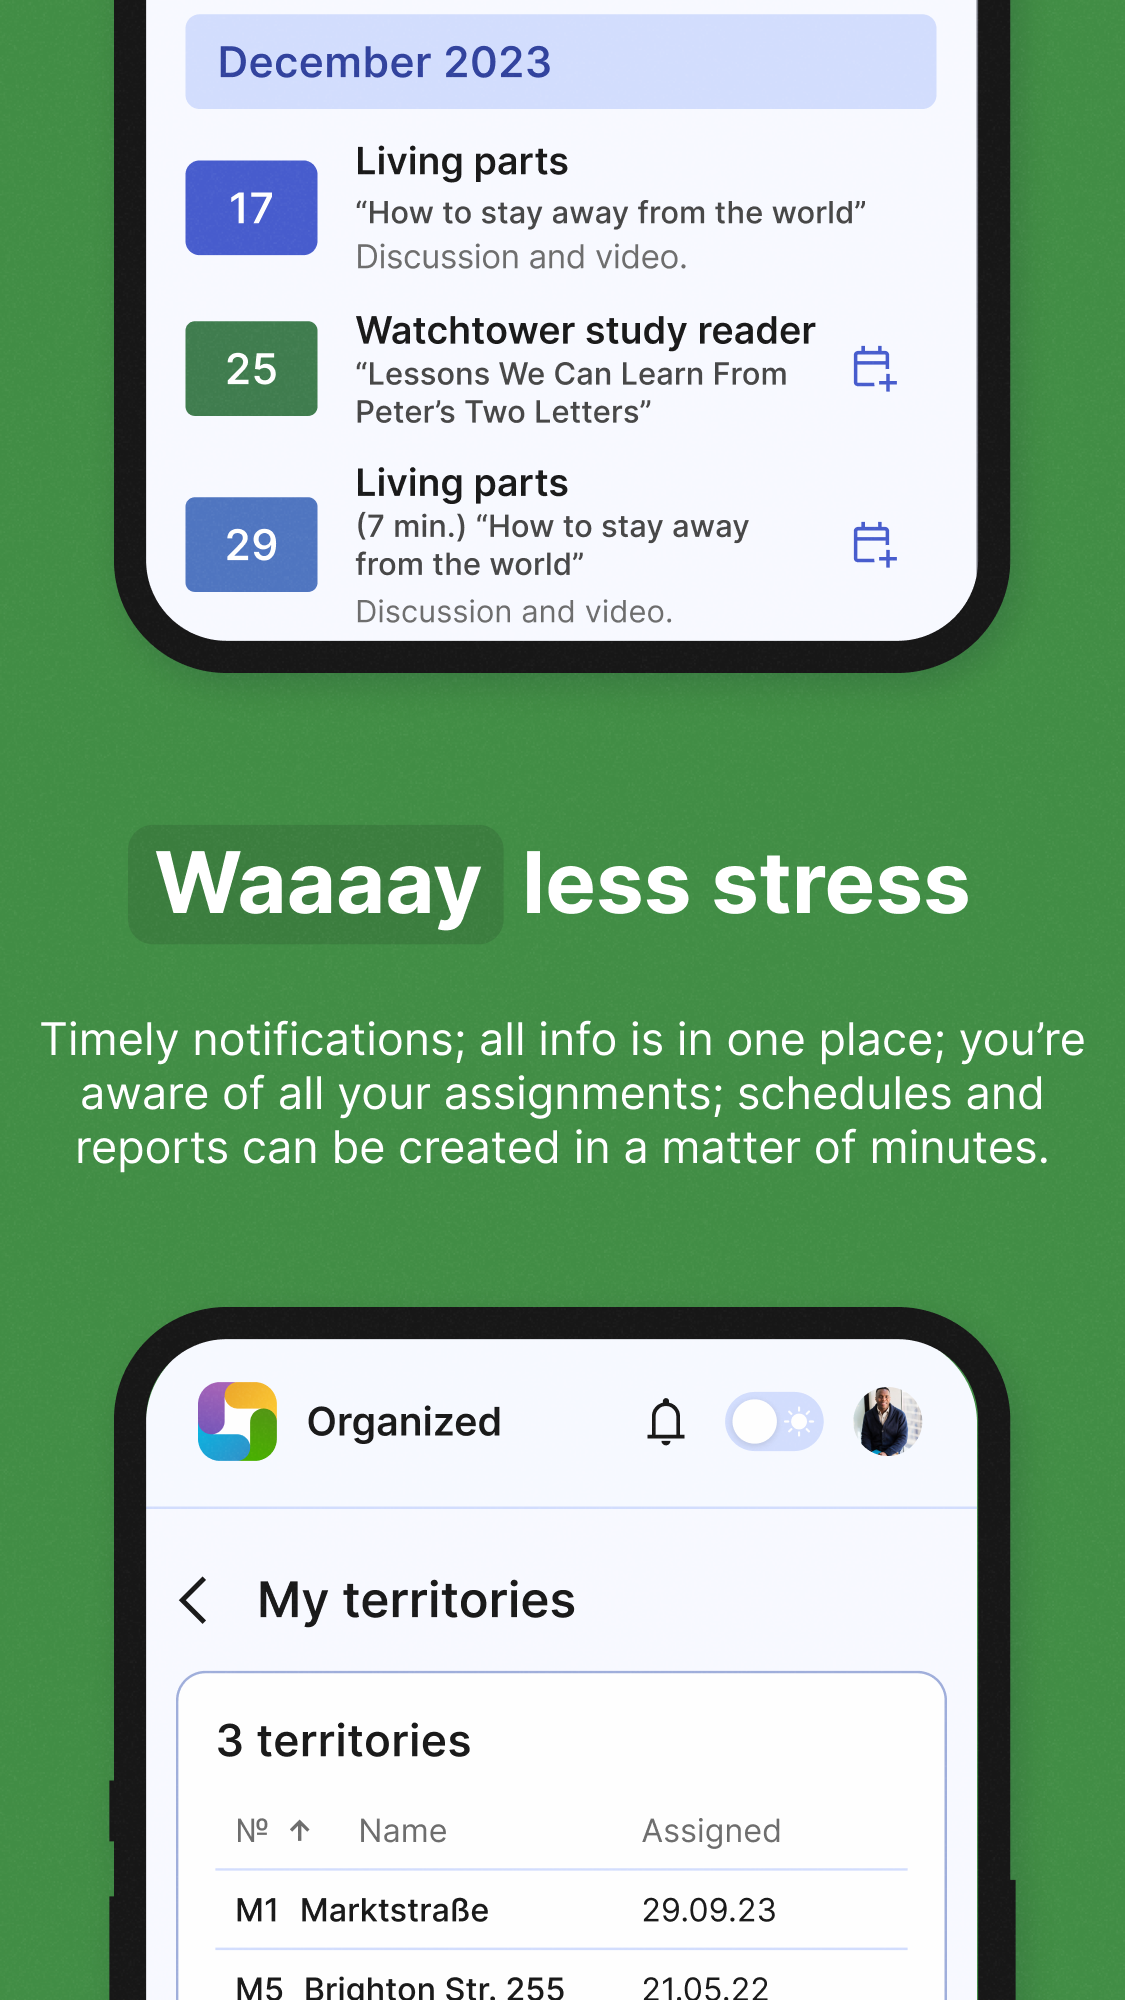 December 2023
17
Living parts
“How to stay away from the world”
Discussion and video.
25
Watchtower study reader
“Lessons We Can Learn From
Peter’s Two Letters”
29
Living parts
(7 min.) “How to stay away
from the world”
Discussion and video.
Waaaay less stress
Timely notifications; all info is in one place; you’re
aware of all your assignments; schedules and
reports can be created in a matter of minutes.
Organized
My territories
3 territories
№ ↑ Name Assigned
M1 Marktstraße 29.09.23
M5 Brighton Str. 255 21.05.22